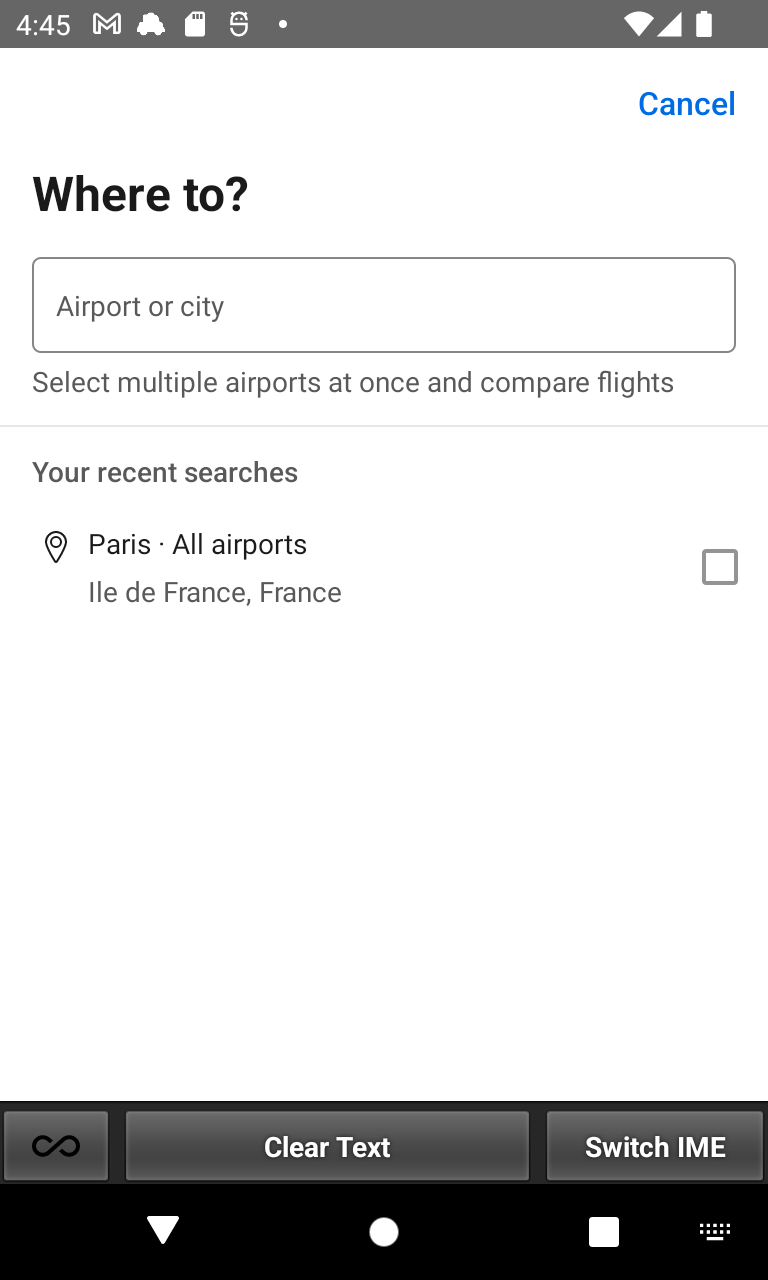 4:45
Cancel
Where to?
Airport or city
Select multiple airports at once and compare flights
Your recent searches
Paris · All airports
Ile de France, France
Clear Text
Switch IME